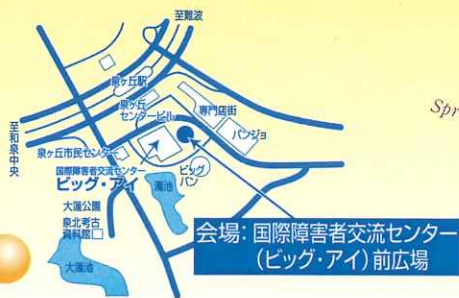 至難波
泉ヶ丘駅
泉ヶ丘
センタービル
専門店街
パンジョ
Spr
至和泉中央
泉ヶ丘市民センター
国際障害者交流センター
ビッグ・アイ
ビッグ
バン
濁池
大蓮公園
泉北考古
資料館
大蓮池
会場:国際障害者交流センター
(ビッグ・アイ)前広場